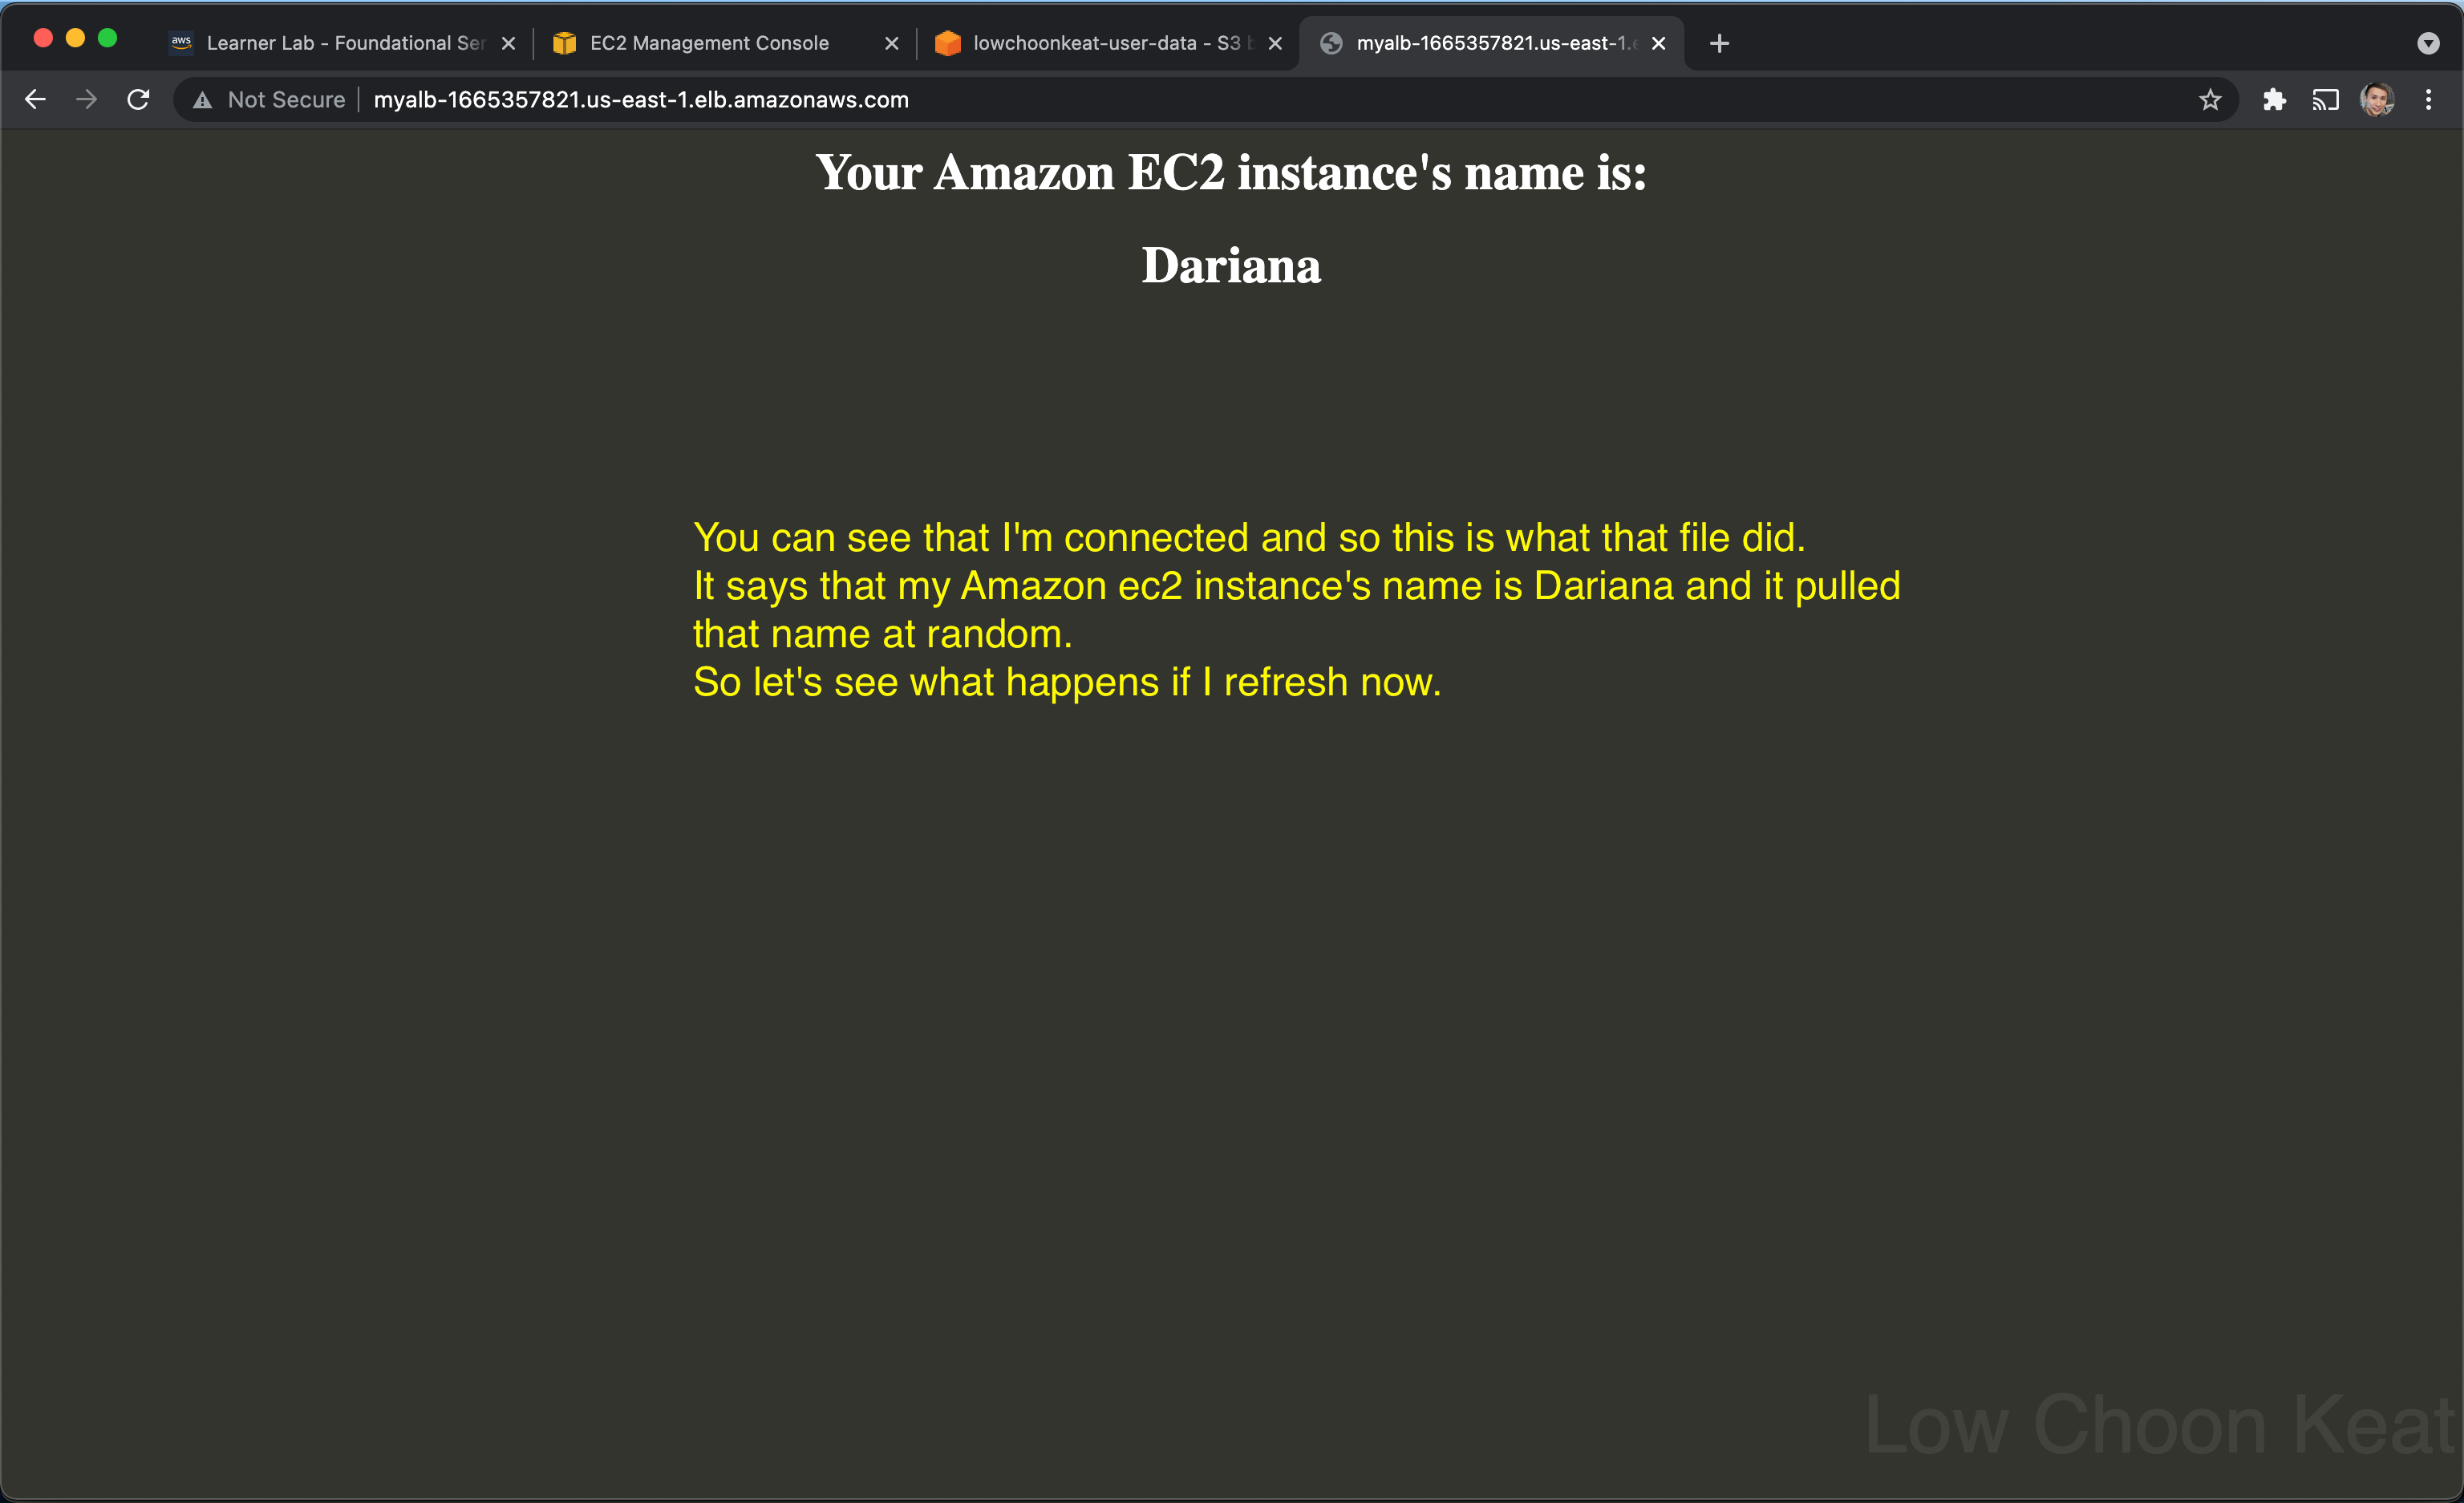 aws Learner Lab - Foundational Ser
EC2 Management Console
lowchoonkeat-user-data - S3 b
myalb-1665357821.us-east-1.e
Not Secure
myalb-1665357821.us-east-1.elb.amazonaws.com
Your Amazon EC2 instance's name is:
Dariana
You can see that I'm connected and so this is what that file did.
It says that my Amazon ec2 instance's name is Dariana and it pulled
that name at random.
So let's see what happens if I refresh now.
Low Choon Keat